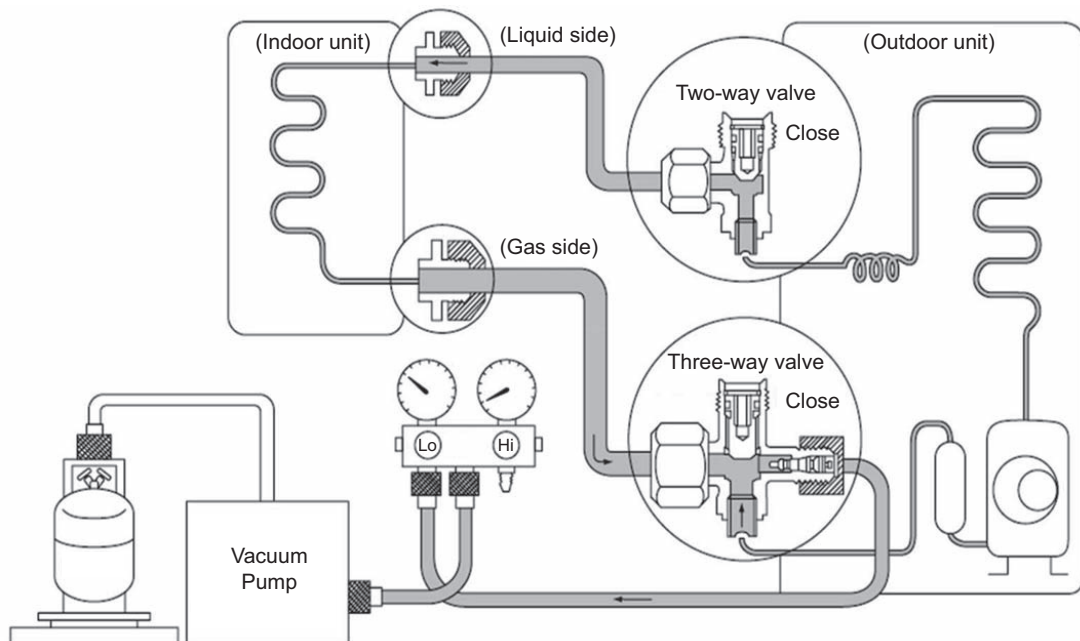 (Indoor unit)
(Liquid side)
(Outdoor unit)
Two-way valve
Close
(Gas side)
Three-way valve
Close
Lo
Hi
Vacuum
Pump